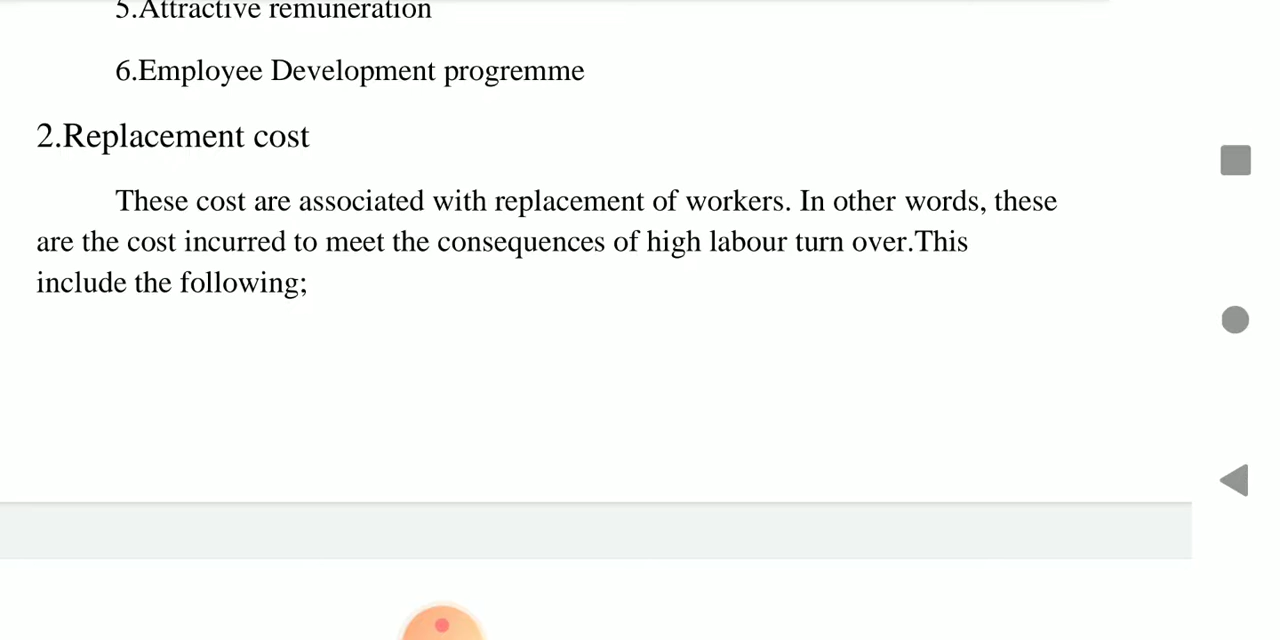 5.Attractive remuneration
6.Employee Development progremme
2.Replacement cost
These cost are associated with replacement of workers. In other words, these
are the cost incurred to meet the consequences of high labour turn over.This
include the following;